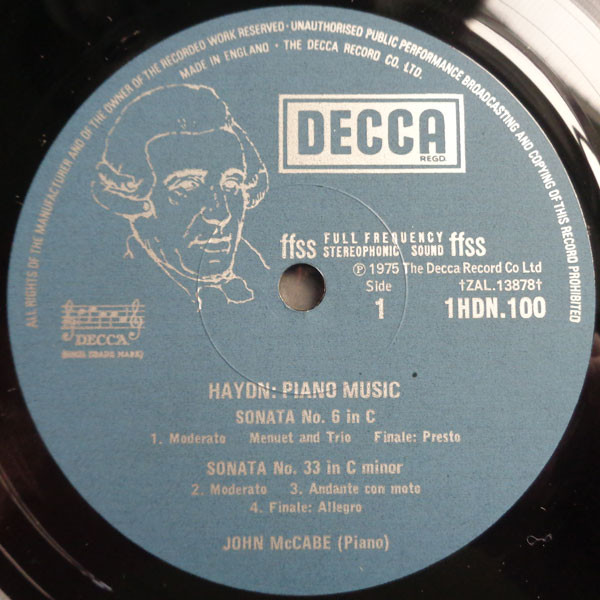 ALL RIGHTS OF THE MANUFACTURER AND OF THE OWNER OF THE RECORDED WORK RESERVED · UNAUTHORISED PUBLIC PERFORMANCE BROADCASTING AND COPYING OF THIS RECORD PROHIBITED
MADE IN ENGLAND · THE DECCA RECORD CO. LTD.
DECCA
REGD.
ffss FULL FREQUENCY STEREOPHONIC SOUND ffss
Ⓟ 1975 The Decca Record Co Ltd
Side †ZAL.13878†
1 1HDN.100
DECCA
HAYDN: PIANO MUSIC
SONATA No. 6 in C
1. Moderato Menuet and Trio Finale: Presto
SONATA No. 33 in C minor
2. Moderato 3. Andante con moto
4. Finale: Allegro
JOHN McCABE (Piano)